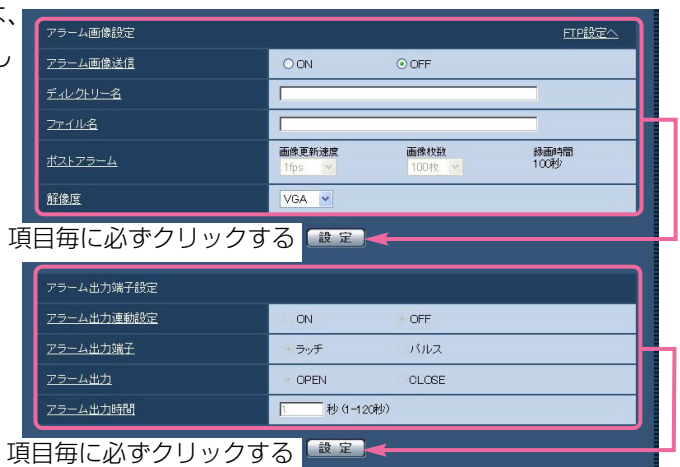 は、
し
アラーム画像設定 FTP設定へ
アラーム画像送信 ON OFF
ディレクトリー名
ファイル名
ポストアラーム 画像更新速度 1fps 画像枚数 100枚 録画時間 100秒
解像度 VGA
項目毎に必ずクリックする 設 定
アラーム出力端子設定
アラーム出力連動設定 ON OFF
アラーム出力端子 ラッチ パルス
アラーム出力 OPEN CLOSE
アラーム出力時間 1 秒(1-120秒)
項目毎に必ずクリックする 設 定